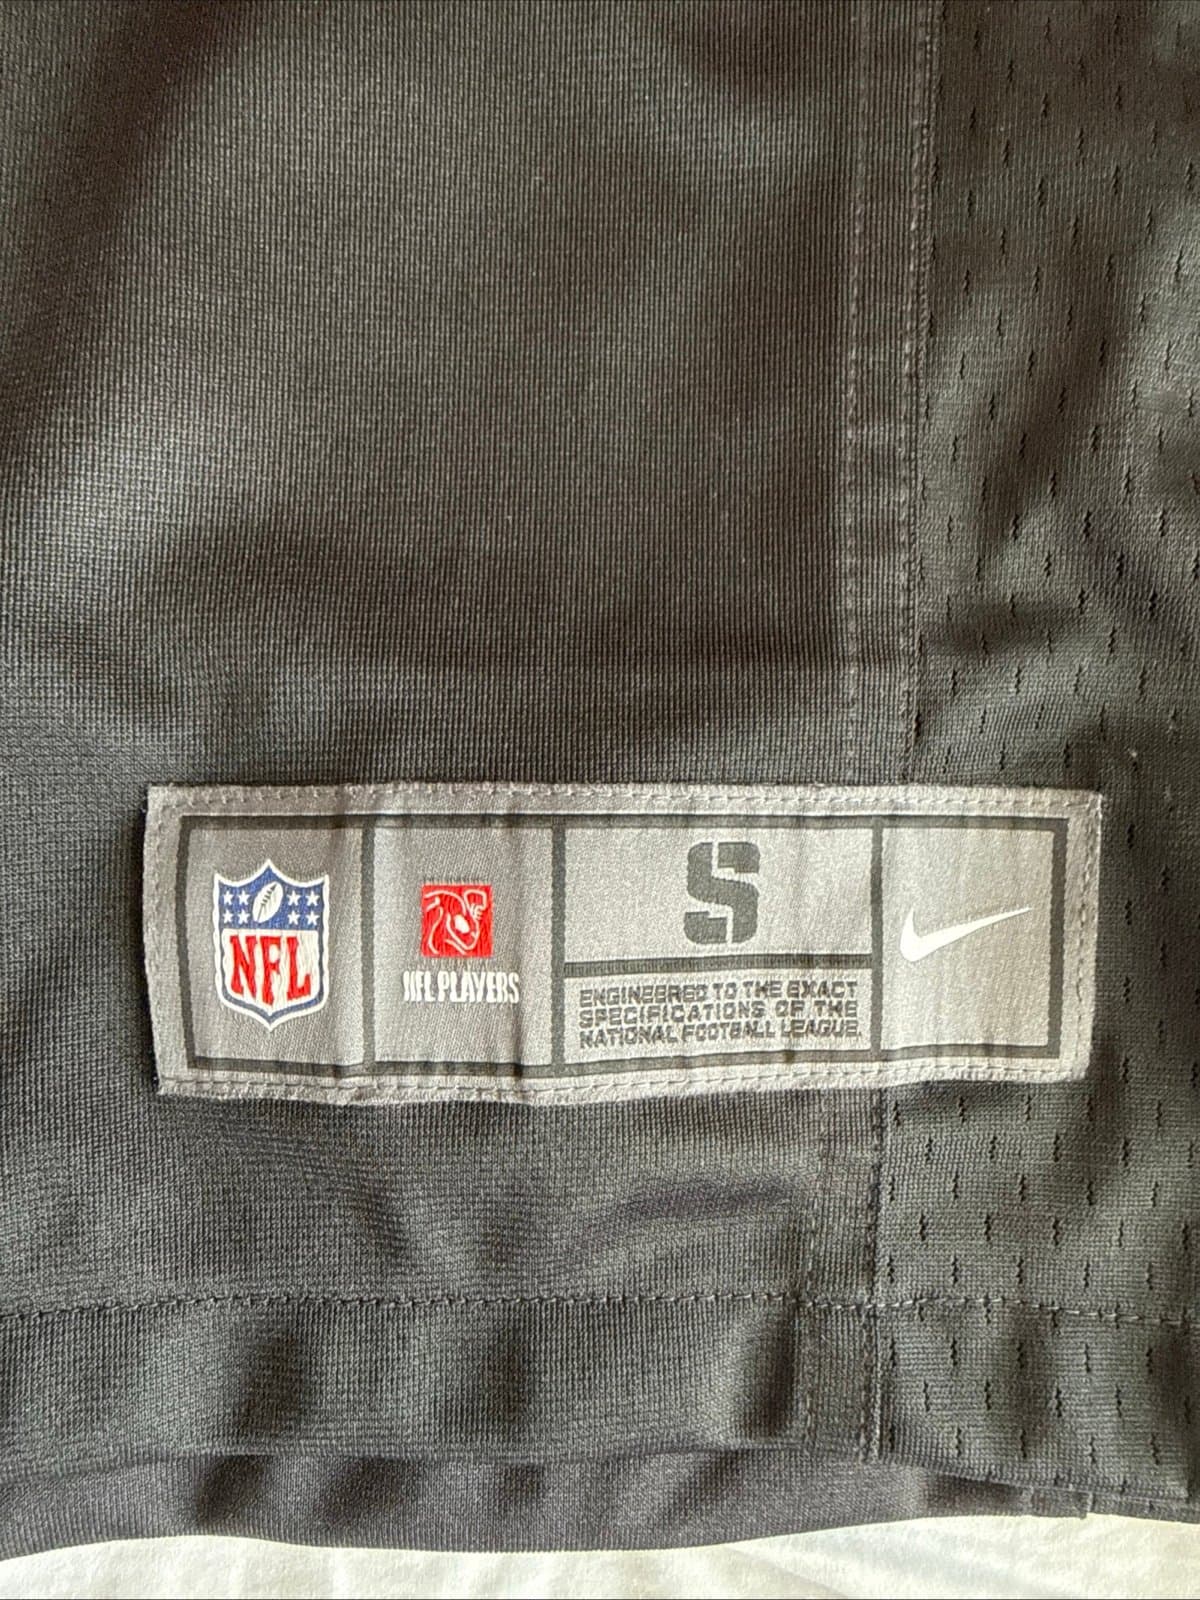 NFL
NFL PLAYERS
S
ENGINEERED TO THE EXACT
SPECIFICATIONS OF THE
NATIONAL FOOTBALL LEAGUE.